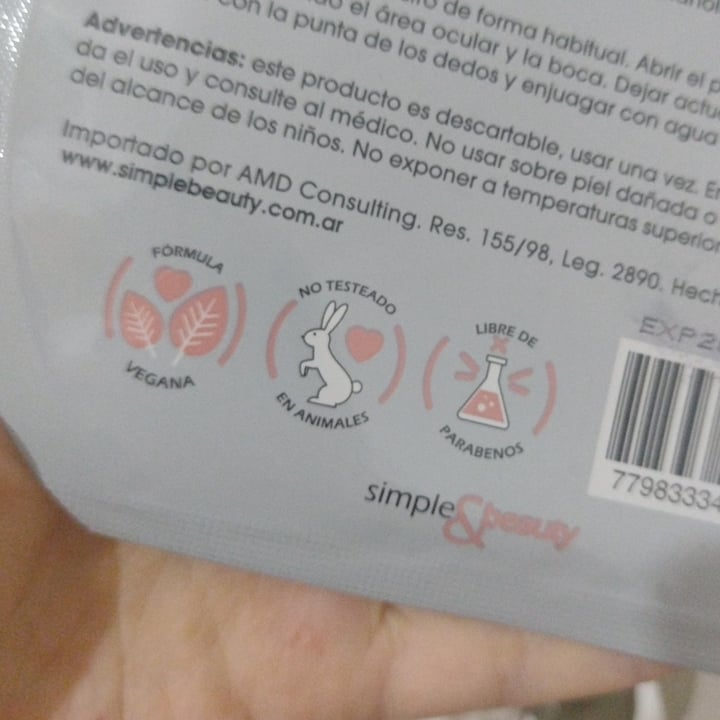 de forma habitual. Abrir el
el área ocular y la boca. Dejar
con la punta de los dedos y enjuagar con agua
Advertencias: este producto es descartable, usar una vez.
da el uso y consulte al médico. No usar sobre piel dañada o
del alcance de los niños. No exponer a temperaturas
Importado por AMD Consulting. Res. 155/98, Leg. 2890.
www.simplebeauty.com.ar
FÓRMULA
VEGANA
NO TESTEADO
EN ANIMALES
LIBRE DE
PARABENOS
EXP
7798333
simple&beauty